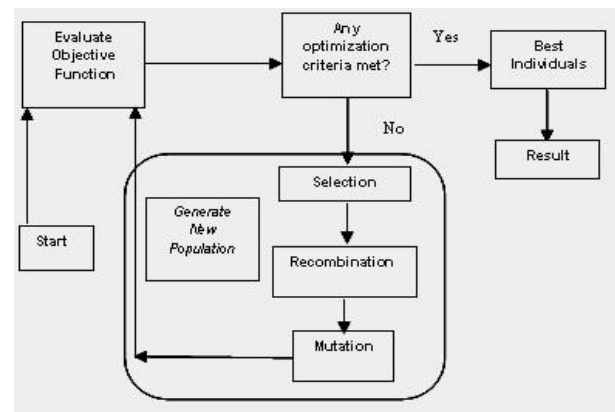 Evaluate
Objective
Function
Any
optimization
criteria met?
Yes
Best
Individuals
No
Result
Selection
Generate
New
Population
Start
Recombination
Mutation